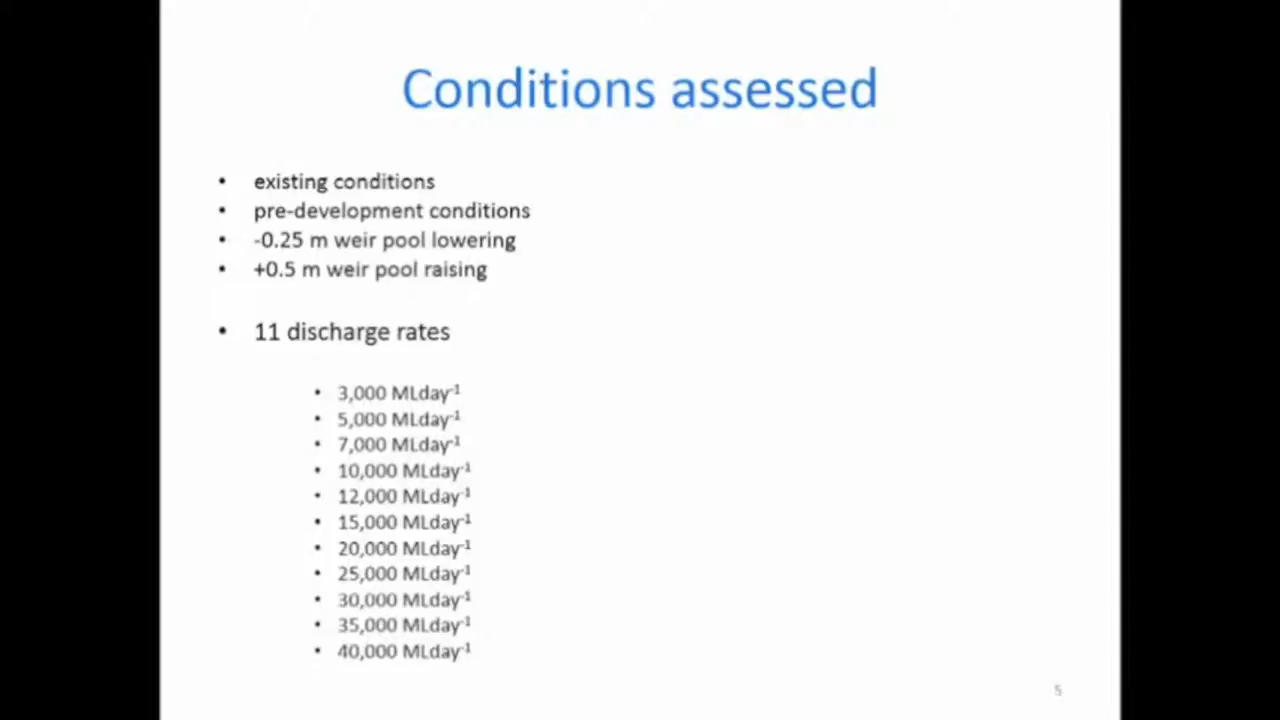 Conditions assessed
• existing conditions
• pre-development conditions
• -0.25 m weir pool lowering
• +0.5 m weir pool raising
• 11 discharge rates
• 3,000 MLday⁻¹
• 5,000 MLday⁻¹
• 7,000 MLday⁻¹
• 10,000 MLday⁻¹
• 12,000 MLday⁻¹
• 15,000 MLday⁻¹
• 20,000 MLday⁻¹
• 25,000 MLday⁻¹
• 30,000 MLday⁻¹
• 35,000 MLday⁻¹
• 40,000 MLday⁻¹
5